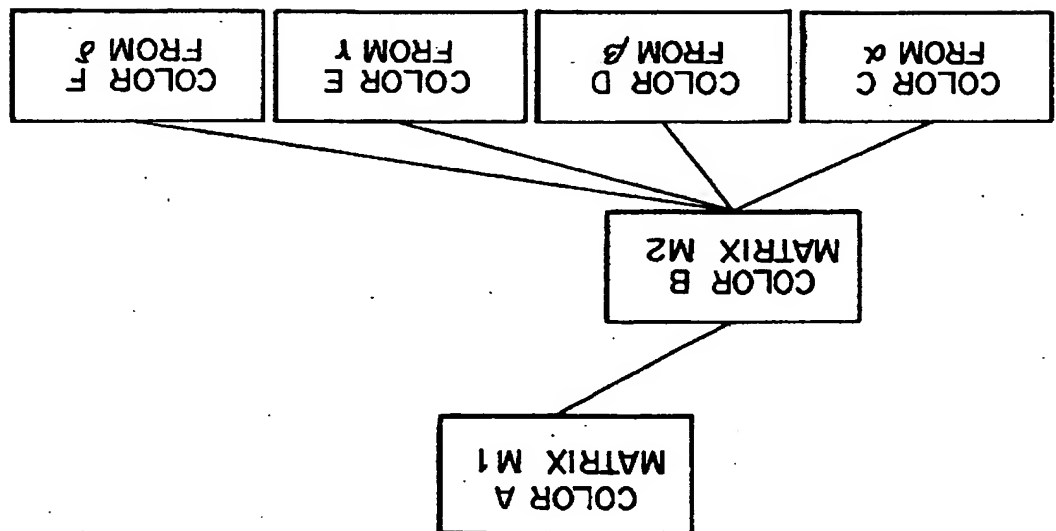 COLOR A
MATRIX M1
COLOR B
MATRIX M2
COLOR C
FROM α
COLOR D
FROM β
COLOR E
FROM γ
COLOR F
FROM δ